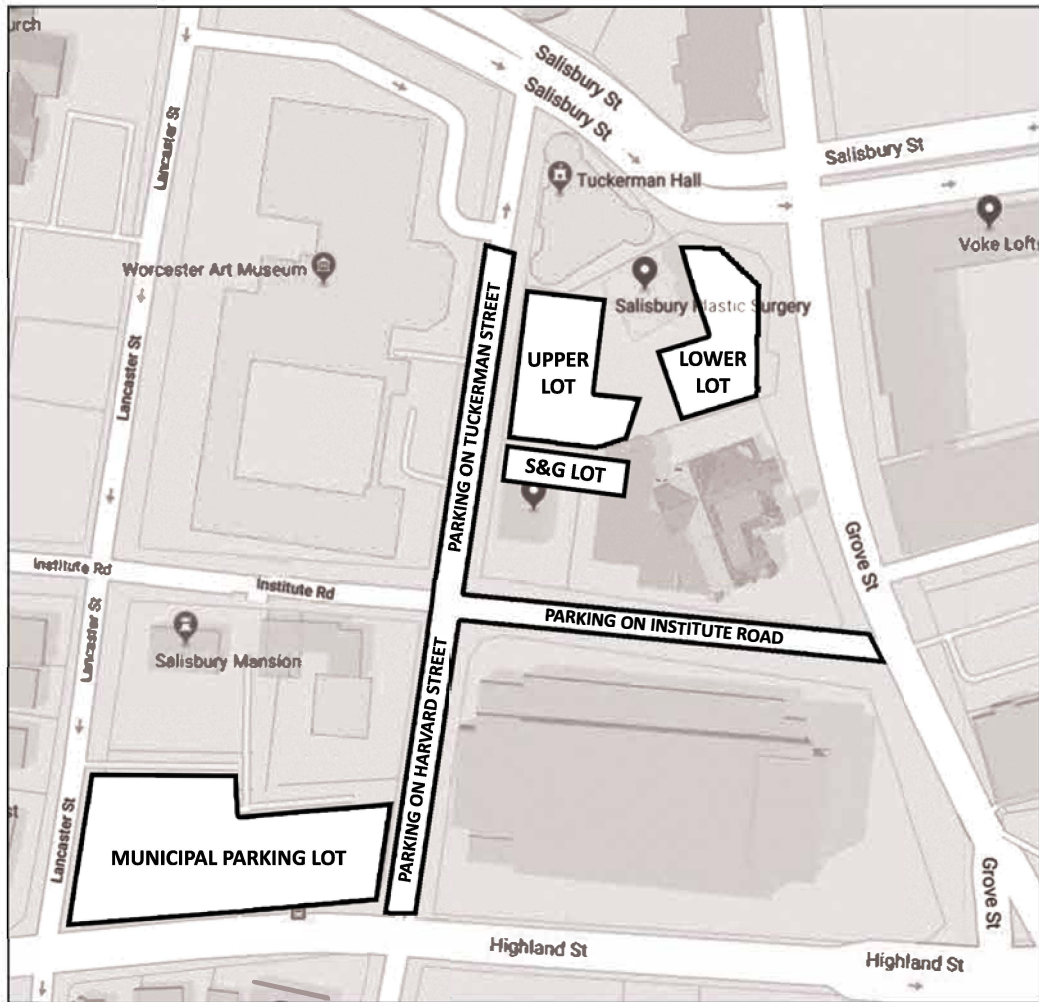 urch
Salisbury St
Salisbury St
Salisbury St
Lancaster St
Tuckerman Hall
Voke Lofts
Worcester Art Museum
Salisbury Plastic Surgery
PARKING ON TUCKERMAN STREET
UPPER
LOT
LOWER
LOT
Lancaster St
S&G LOT
Grove St
Institute Rd
Institute Rd
PARKING ON INSTITUTE ROAD
Lancaster St
Salisbury Mansion
PARKING ON HARVARD STREET
st
Lancaster St
MUNICIPAL PARKING LOT
Grove St
Highland St
Highland St